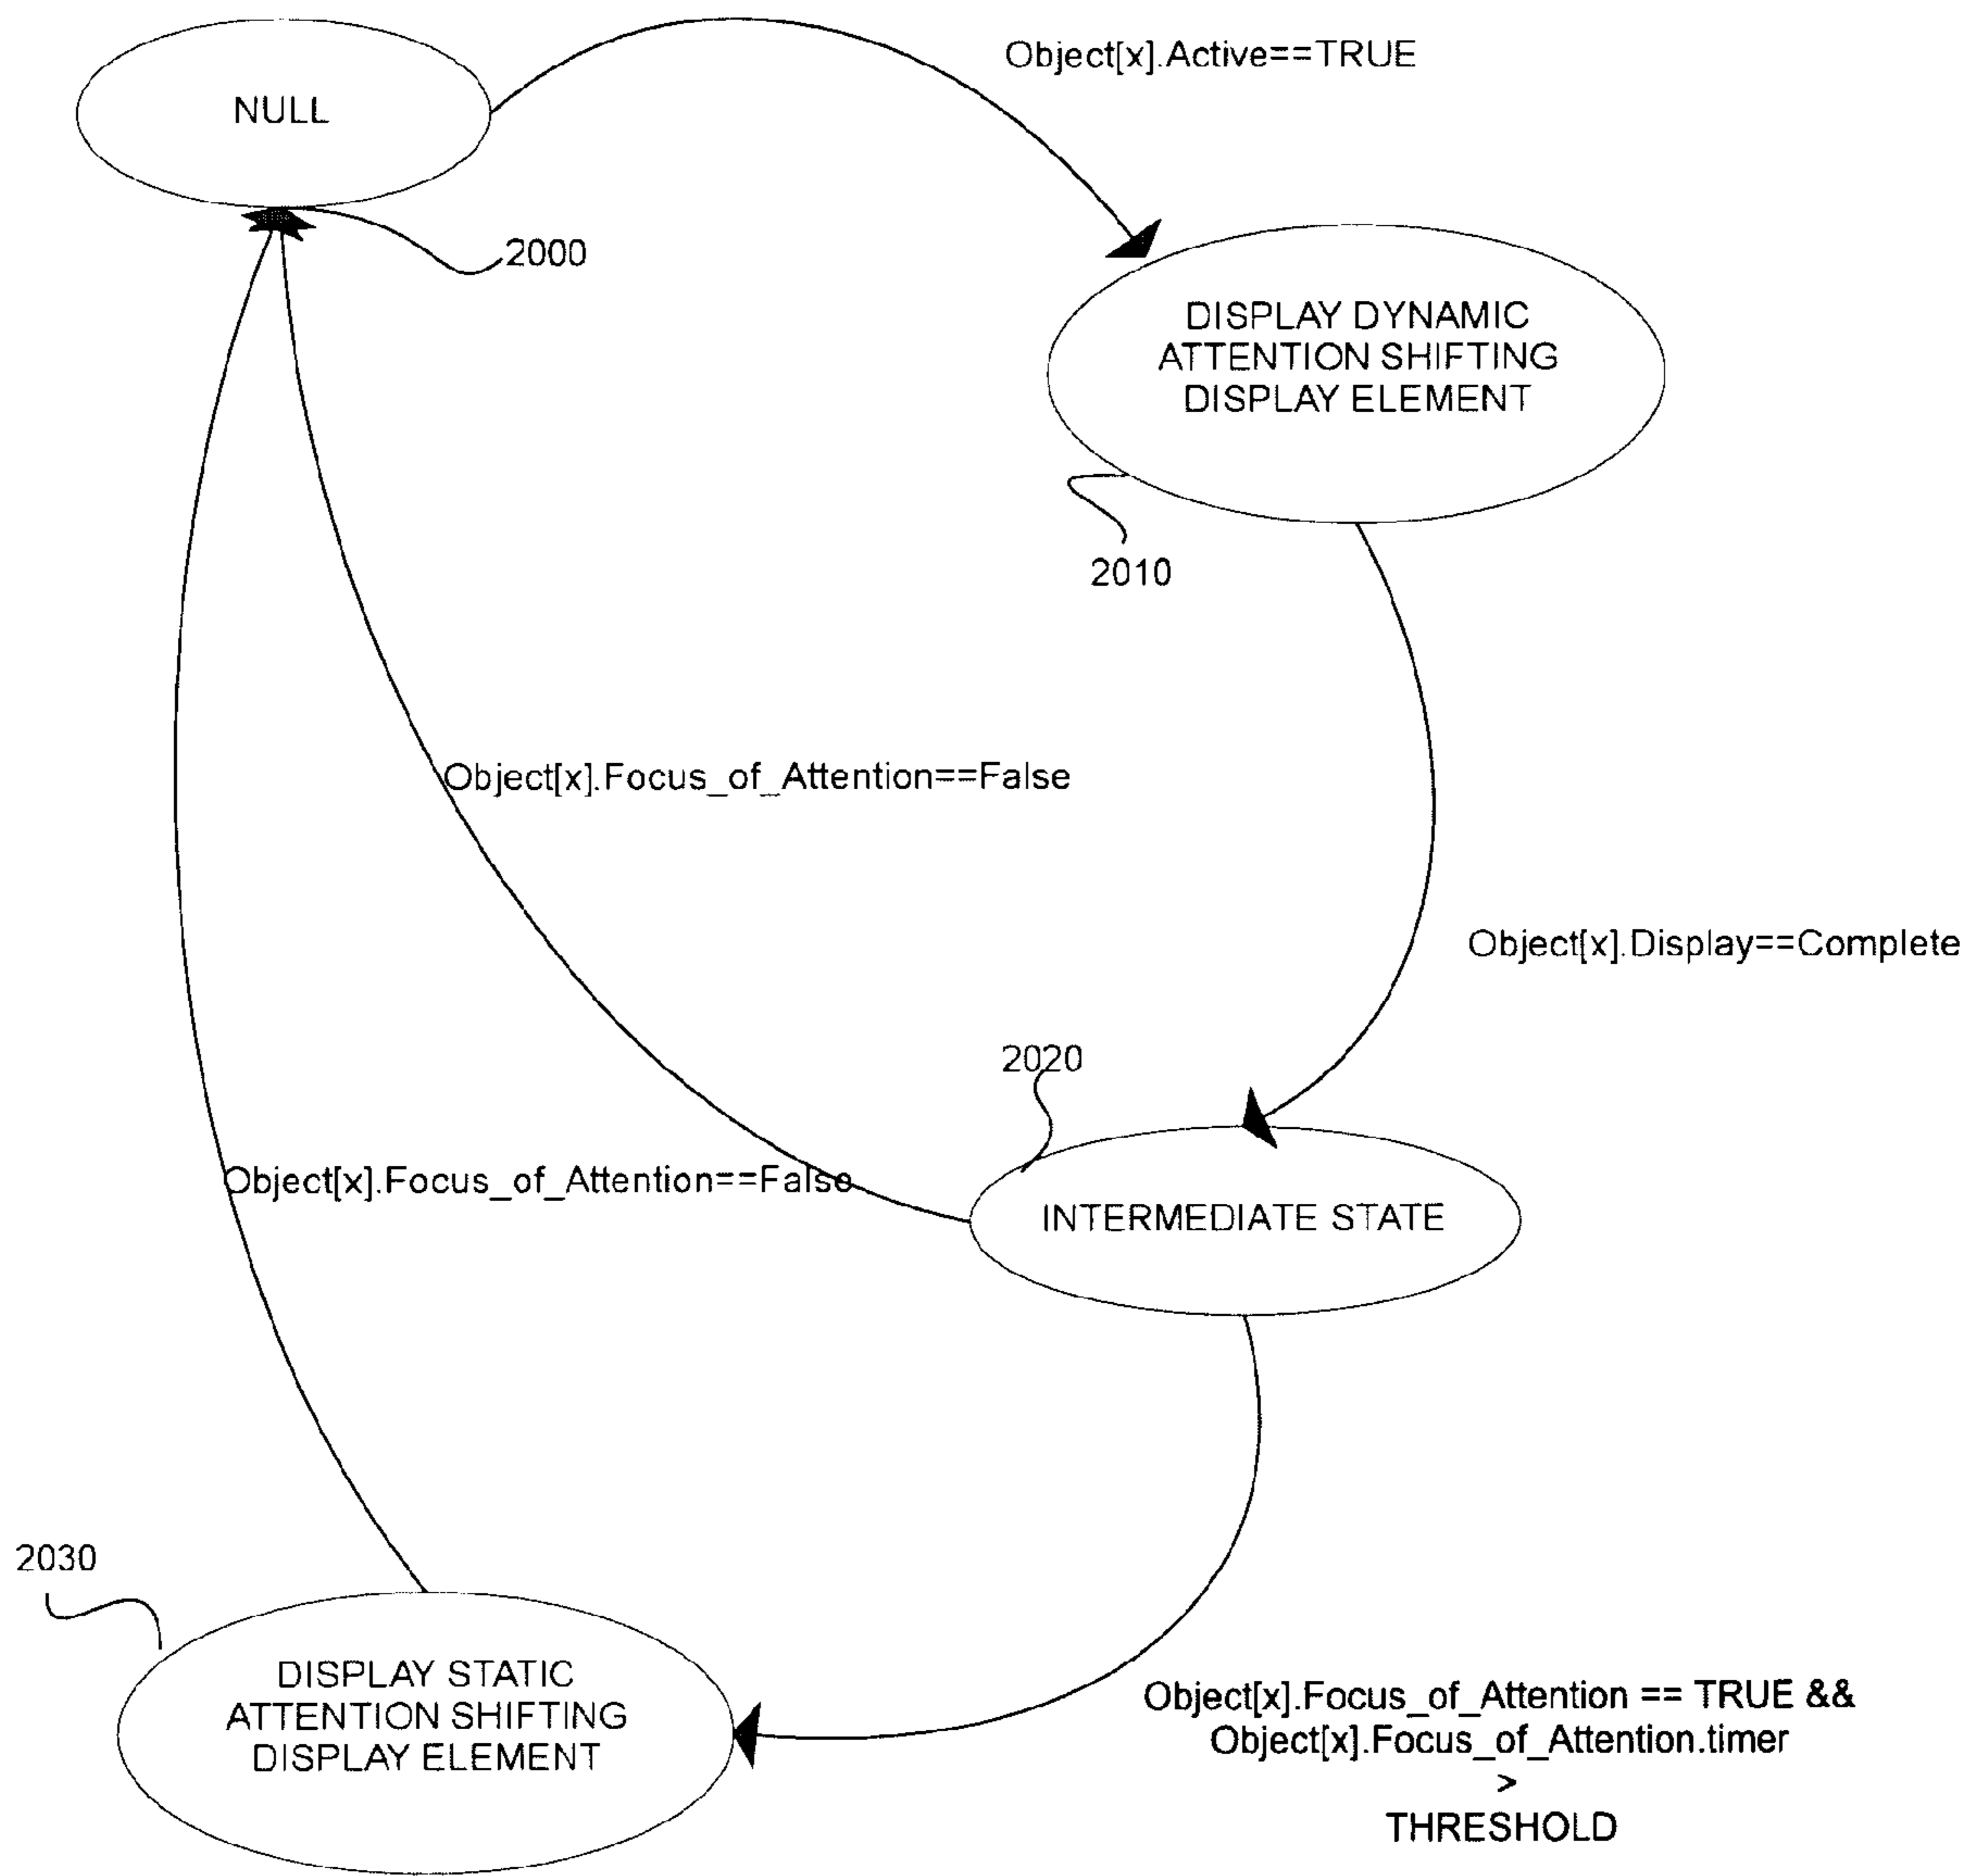 Object[x].Active==TRUE
NULL
2000
DISPLAY DYNAMIC
ATTENTION SHIFTING
DISPLAY ELEMENT
2010
Object[x].Focus_of_Attention==False
Object[x].Display==Complete
2020
Object[x].Focus_of_Attention==False
INTERMEDIATE STATE
2030
DISPLAY STATIC
ATTENTION SHIFTING
DISPLAY ELEMENT
Object[x].Focus_of_Attention == TRUE &&
Object[x].Focus_of_Attention.timer
>
THRESHOLD